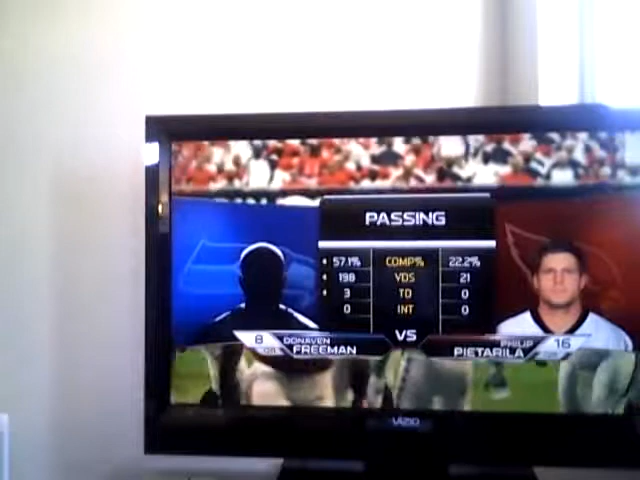 PASSING
57.1% COMP% 22.2%
198 YDS 21
3 TD 0
0 INT 0
8 DONAVEN VS PHILIP 16
FREEMAN PIETARILA
VIZIO